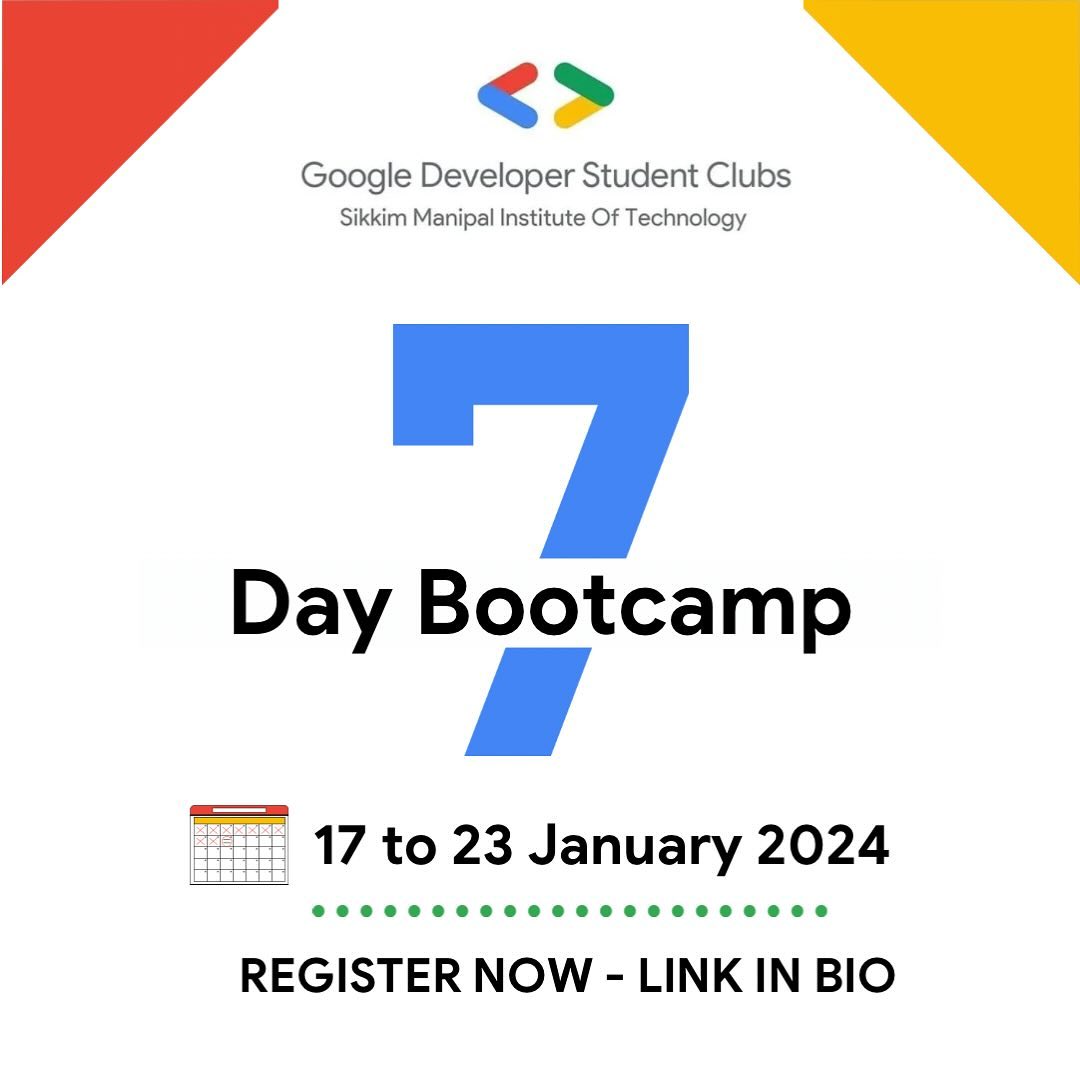 Google Developer Student Clubs
Sikkim Manipal Institute Of Technology
7
Day Bootcamp
17 to 23 January 2024
REGISTER NOW - LINK IN BIO